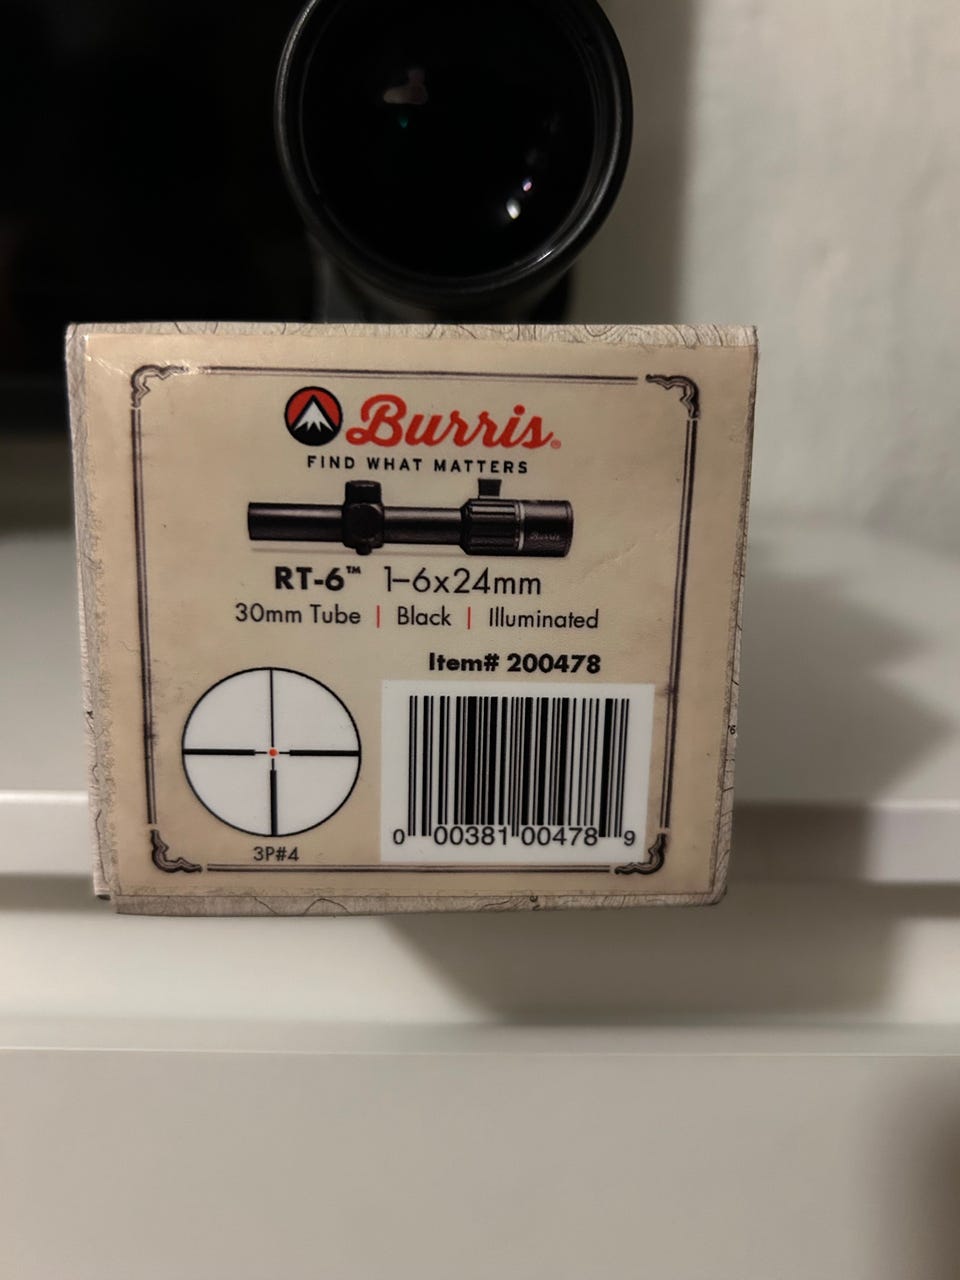 Burris®
FIND WHAT MATTERS
RT-6™ 1–6x24mm
30mm Tube | Black | Illuminated
Item# 200478
3P#4
0 00381 00478 9